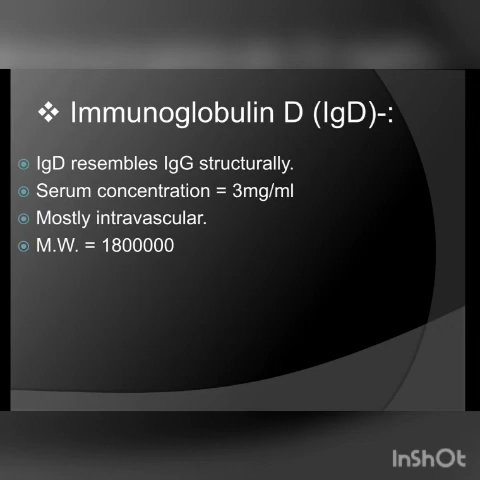 ❖ Immunoglobulin D (IgD)-:
IgD resembles IgG structurally.
Serum concentration = 3mg/ml
Mostly intravascular.
M.W. = 1800000
InShOt